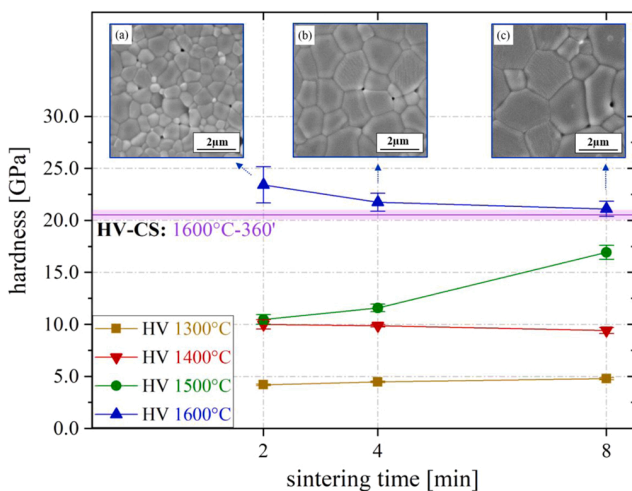 (a)
(b)
(c)
2µm
2µm
2µm
hardness [GPa]
30.0
25.0
20.0
15.0
10.0
5.0
0.0
HV-CS: 1600°C-360'
HV 1300°C
HV 1400°C
HV 1500°C
HV 1600°C
2
4
8
sintering time [min]